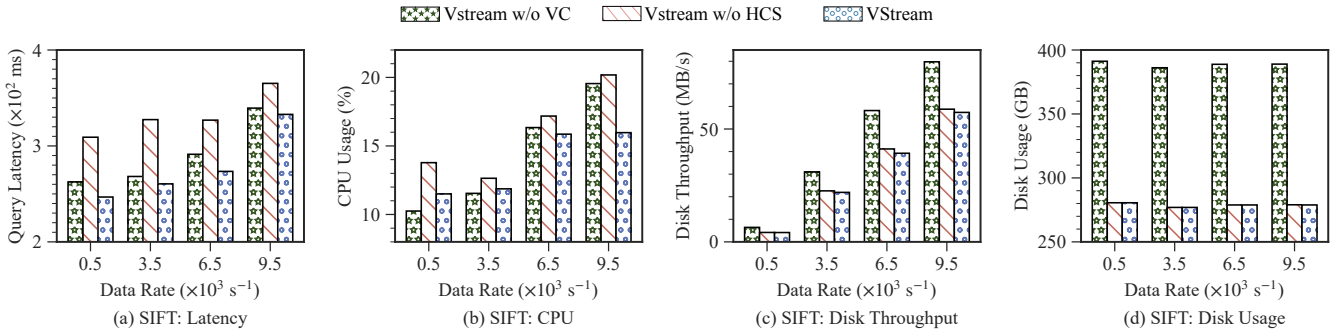 Vstream w/o VC Vstream w/o HCS VStream
Query Latency (×10² ms)
4
3
2
0.5 3.5 6.5 9.5
Data Rate (×10³ s⁻¹)
(a) SIFT: Latency
CPU Usage (%)
20
15
10
0.5 3.5 6.5 9.5
Data Rate (×10³ s⁻¹)
(b) SIFT: CPU
Disk Throughput (MB/s)
50
0
0.5 3.5 6.5 9.5
Data Rate (×10³ s⁻¹)
(c) SIFT: Disk Throughput
Disk Usage (GB)
400
350
300
250
0.5 3.5 6.5 9.5
Data Rate (×10³ s⁻¹)
(d) SIFT: Disk Usage